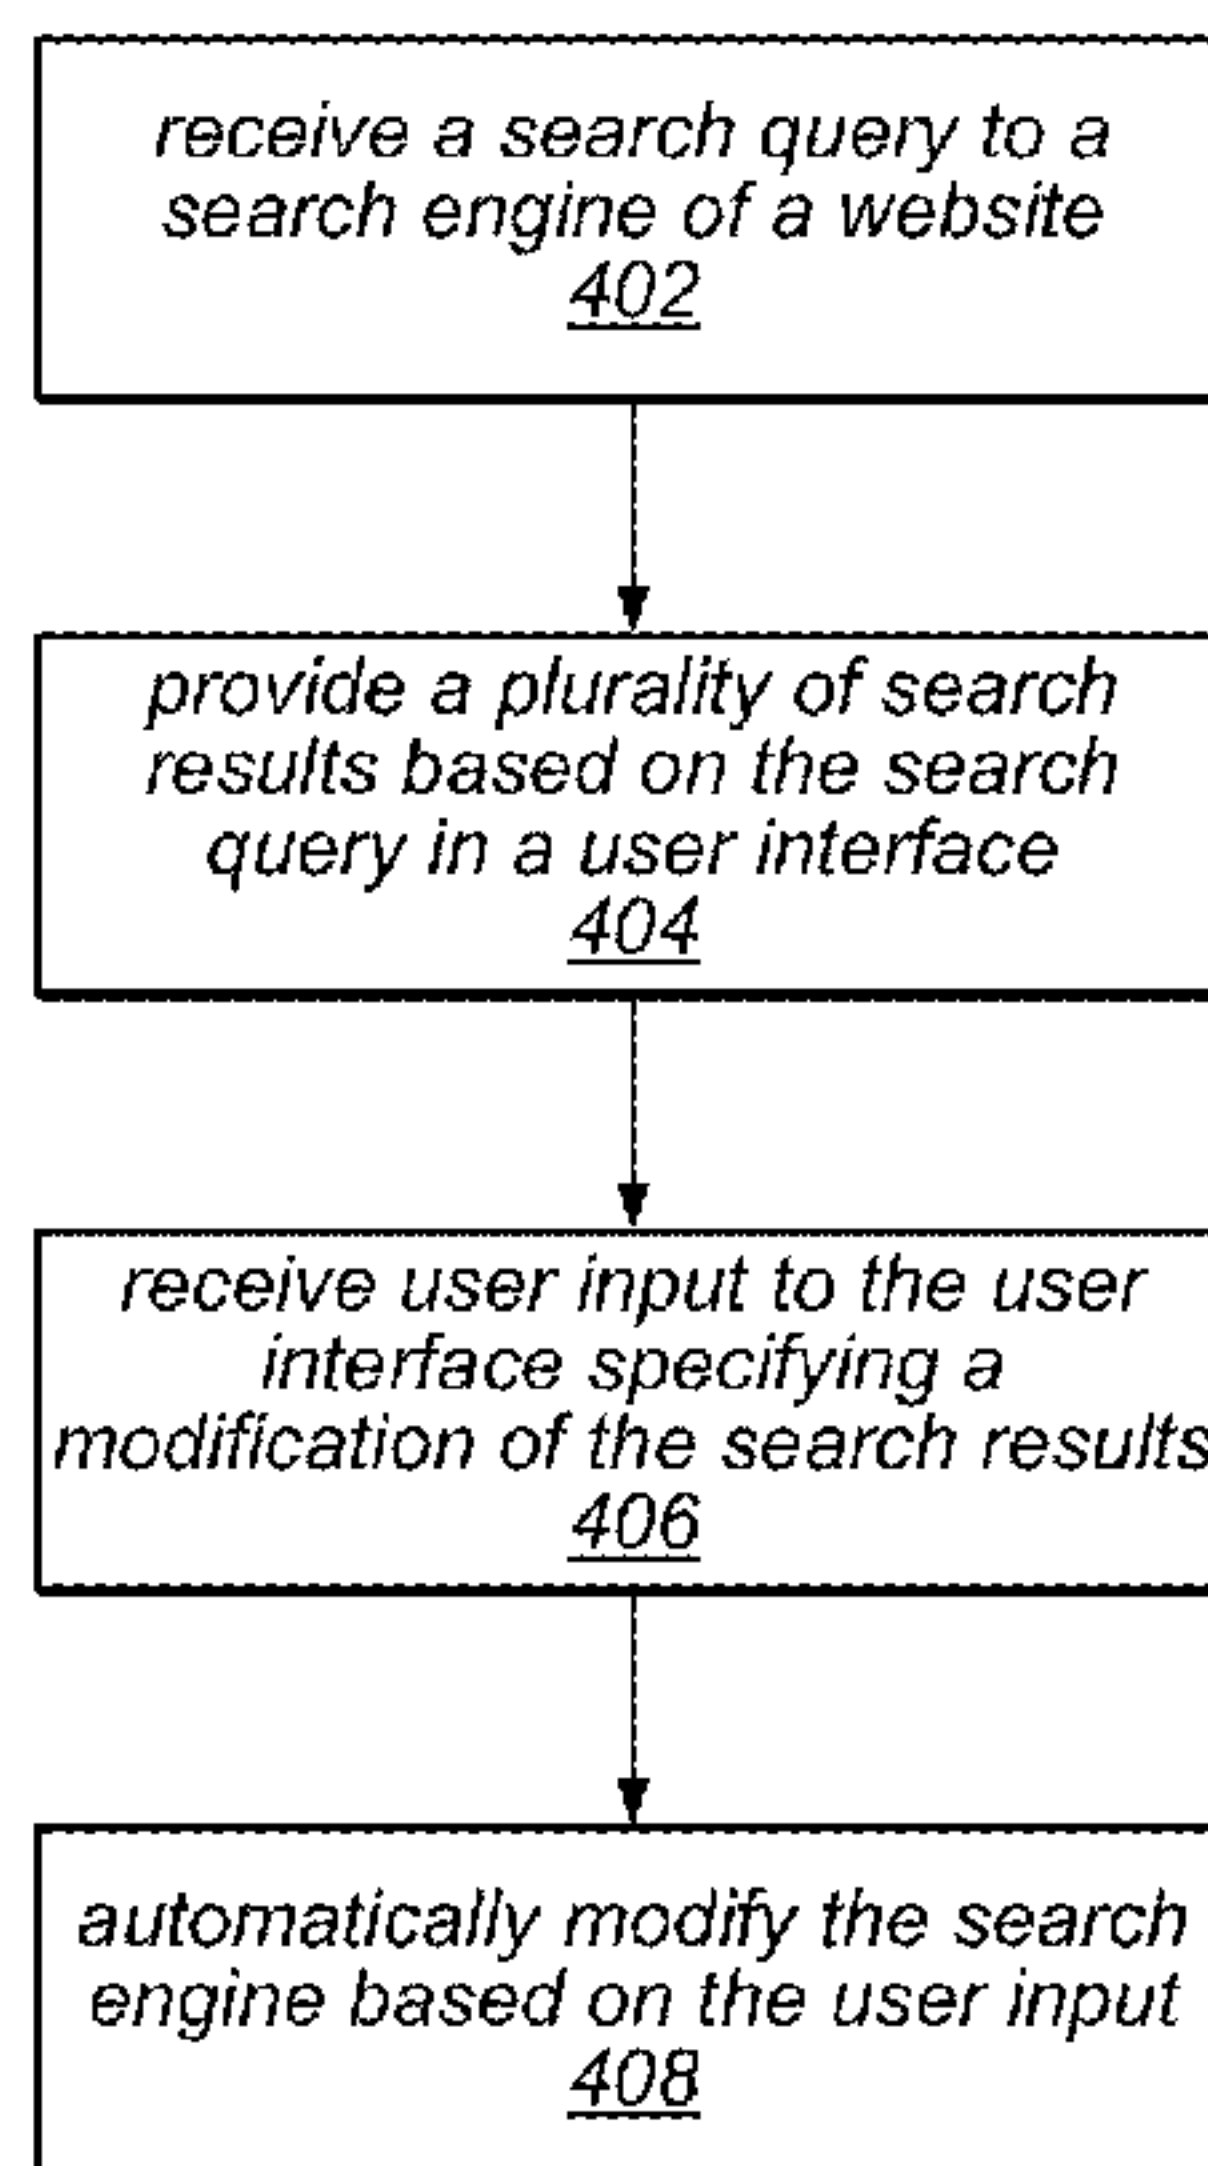 receive a search query to a
search engine of a website
402
provide a plurality of search
results based on the search
query in a user interface
404
receive user input to the user
interface specifying a
modification of the search results
406
automatically modify the search
engine based on the user input
408